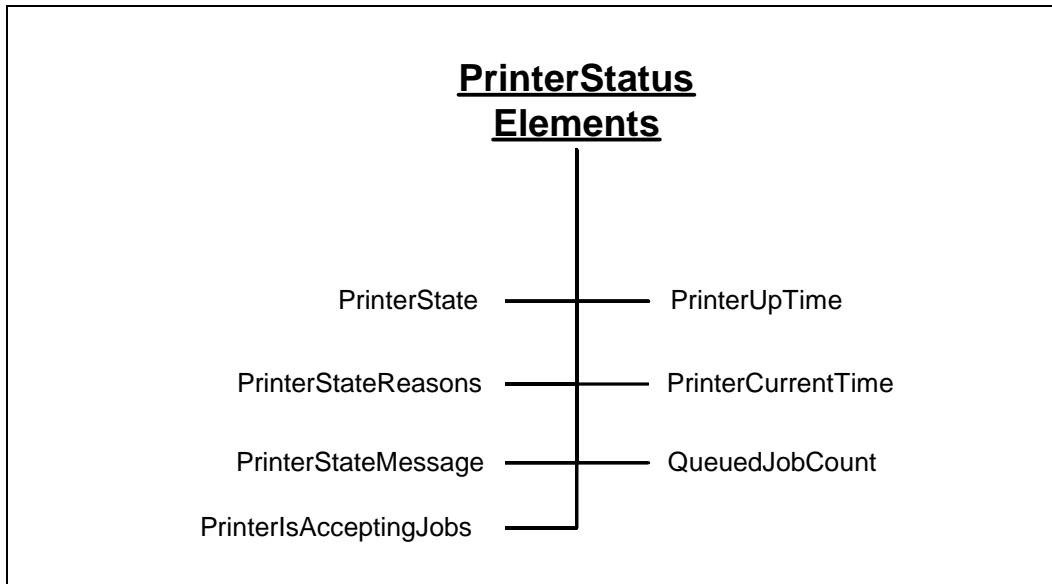 PrinterStatus
Elements
PrinterState
PrinterUpTime
PrinterStateReasons
PrinterCurrentTime
PrinterStateMessage
QueuedJobCount
PrinterIsAcceptingJobs